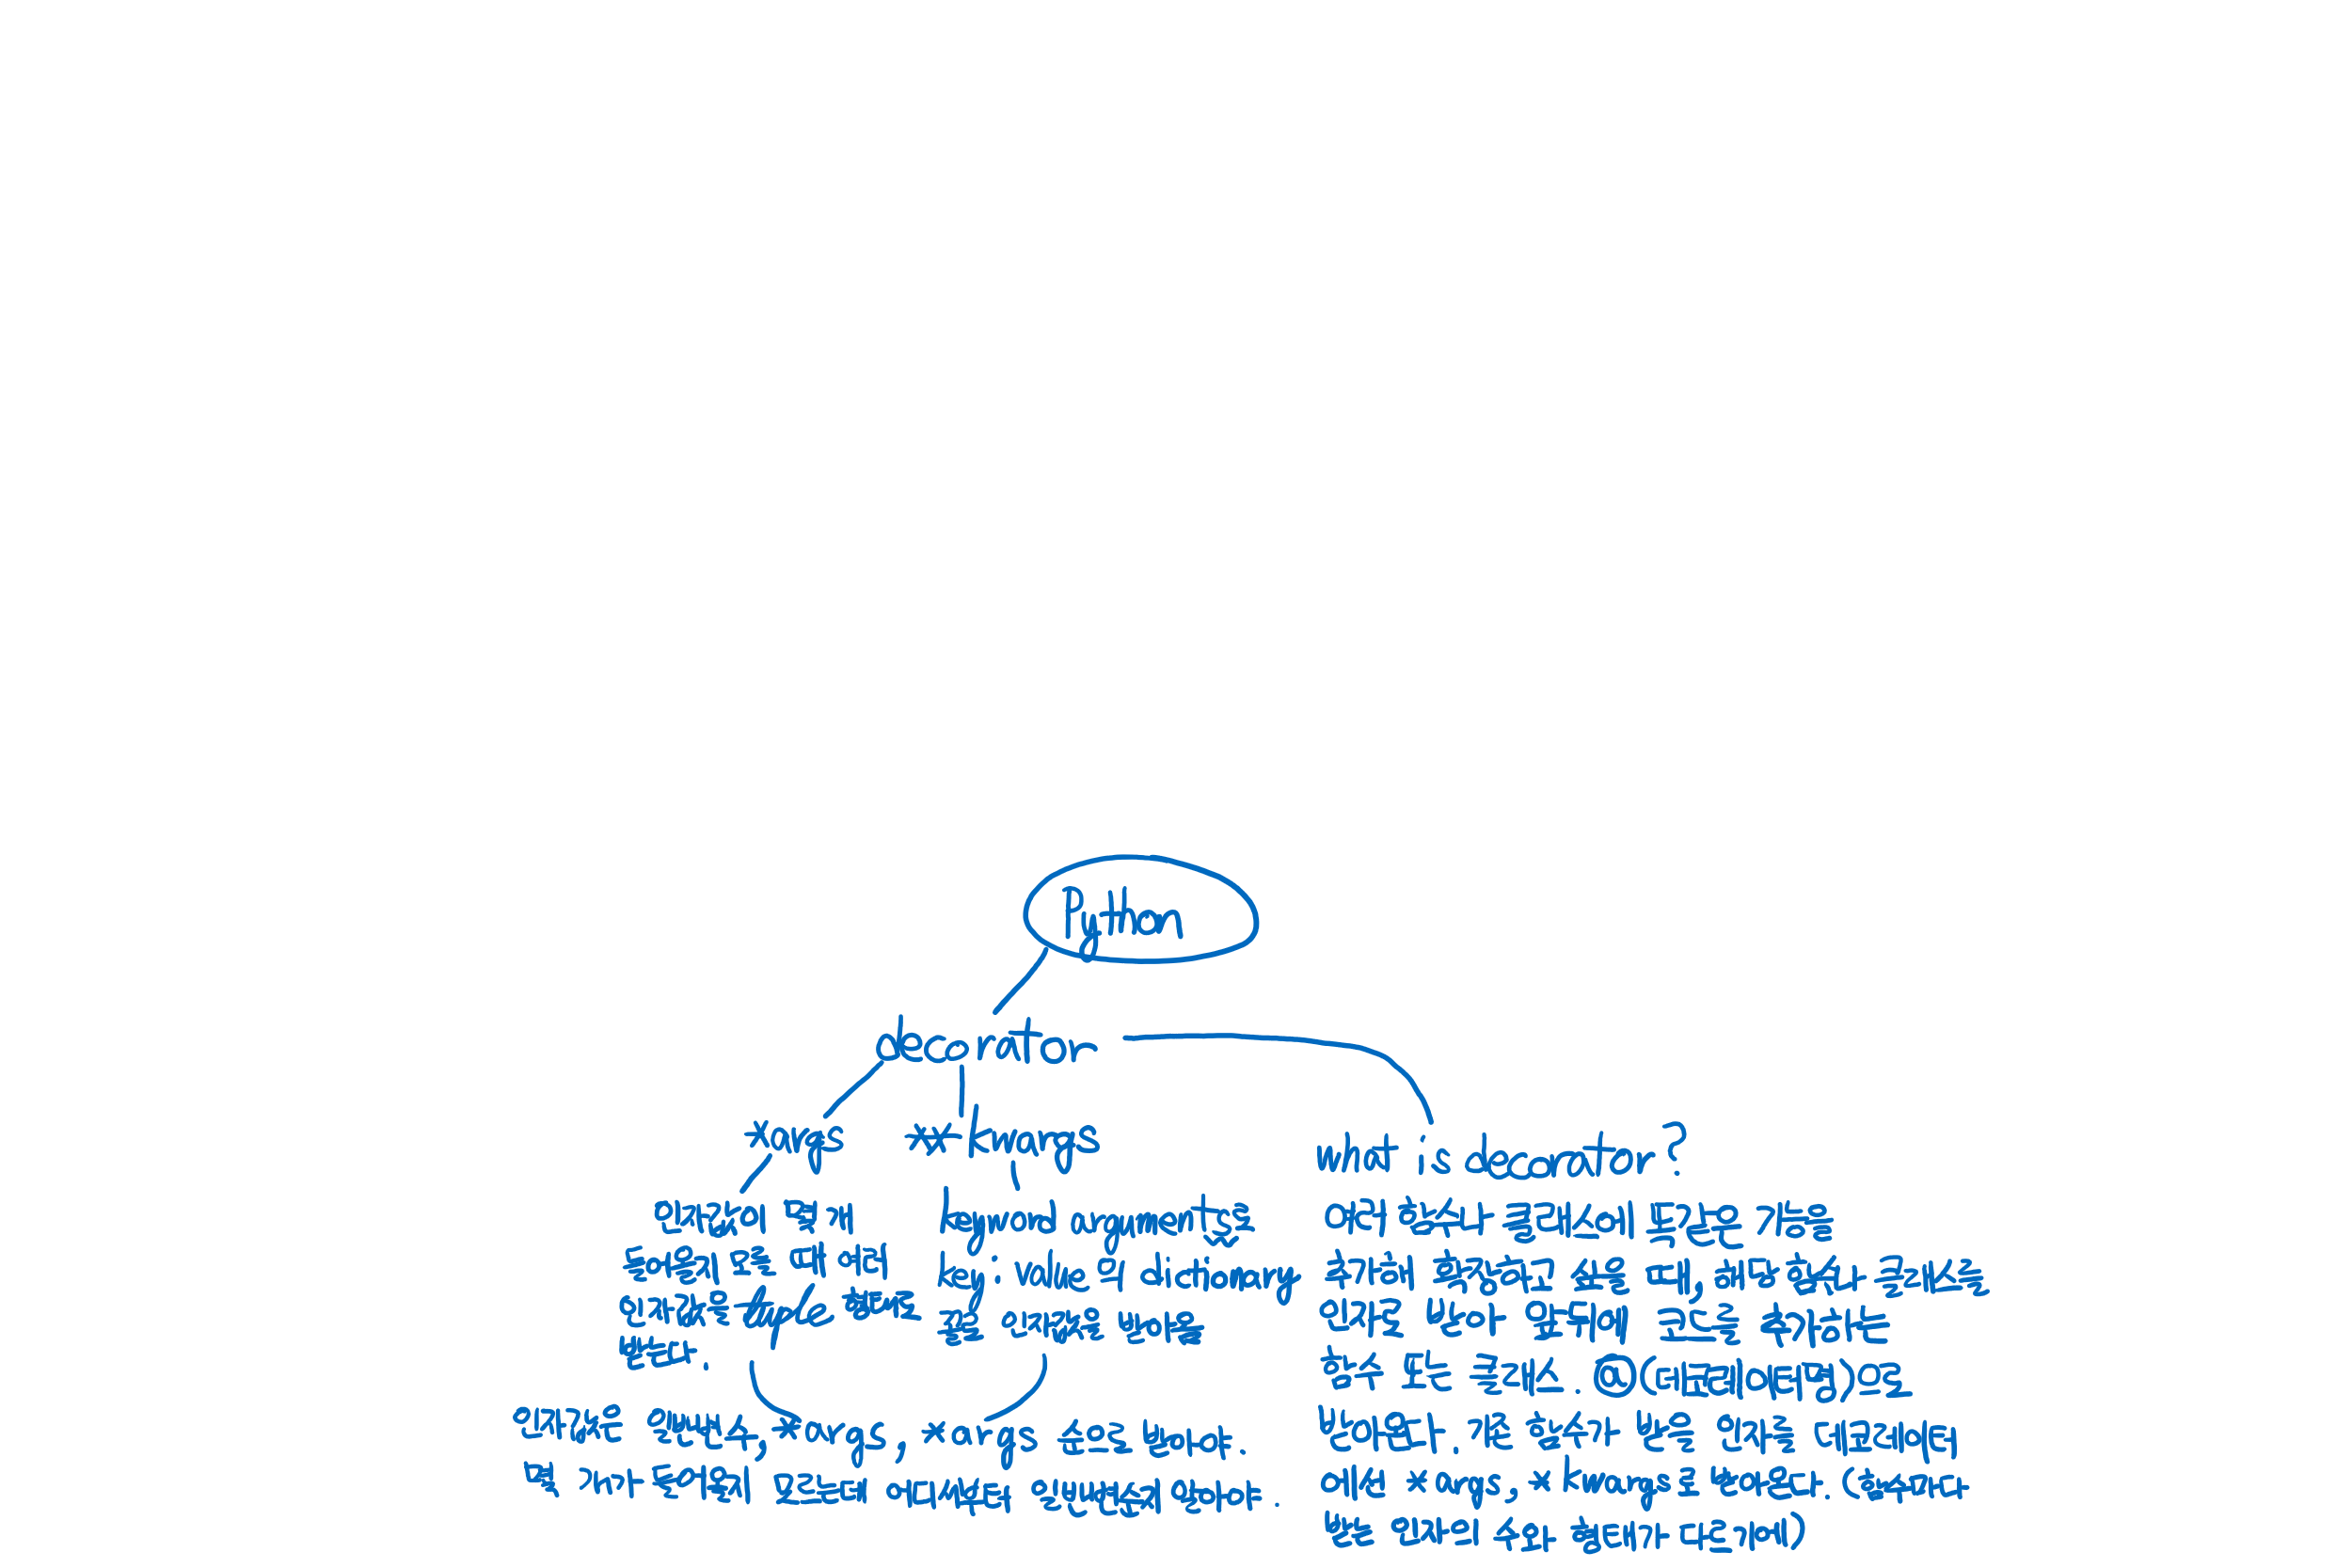 Python
decorator
*args
**kwargs
what is decorator?
인자값이 몇개
들어올지 모를 때 여러
인자값을 tuple 형태로
받는다.
keyword argument로
key : value의 dictionary
꼴로 인자값을 받아옴
인자값은 일반변수, *args, *args 순으로 받아야.
몇 개가 들어올지 모르는데 어디부터 일반변수게 알아야.
여러 함수나 클래스에 똑같은 기능을
추가해 확장하고 싶을 때, 해당 함수나 클래스를
인자로 받아 앞뒤에 코드를 추가하는
함수 또는 클래스. @(데코레이터명)으로
받아온다. 기존 함수가 받을 인자를 데코레이터
에선 *args, *kwargs로 받아온다. (함수마다
받는 인자의 수와 형태가 다르기에)